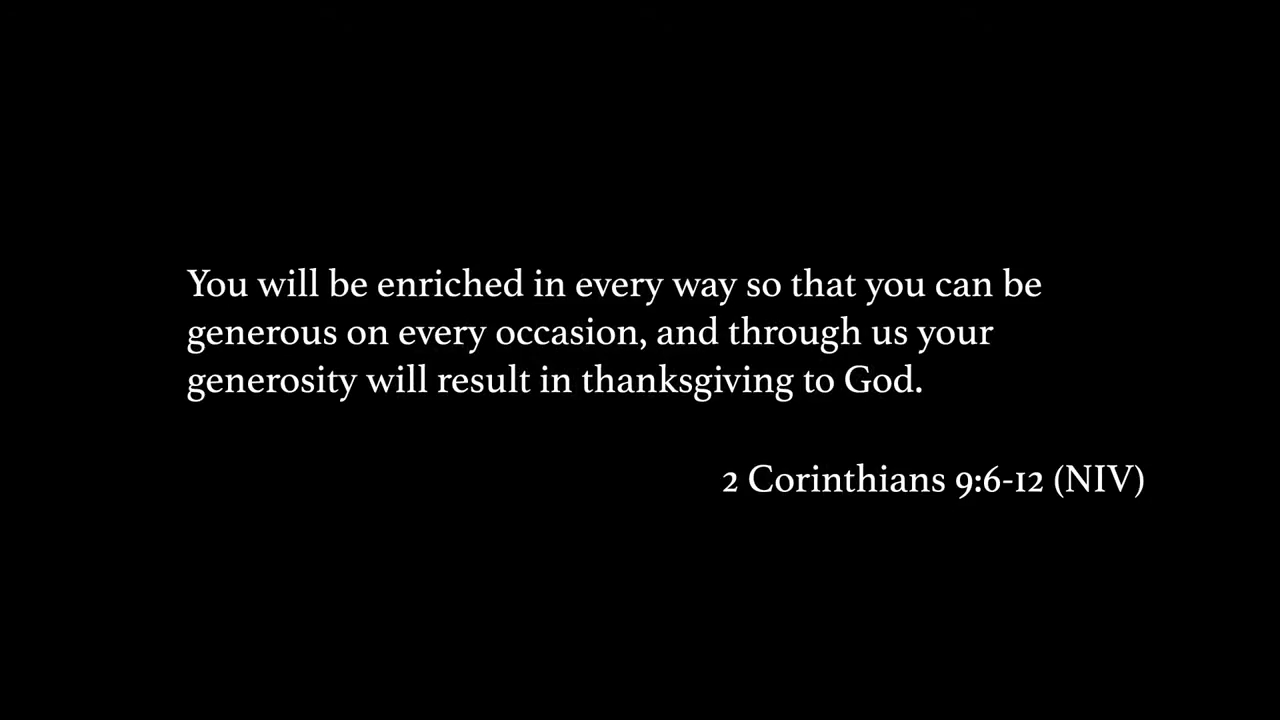 You will be enriched in every way so that you can be
generous on every occasion, and through us your
generosity will result in thanksgiving to God.
2 Corinthians 9:6-12 (NIV)